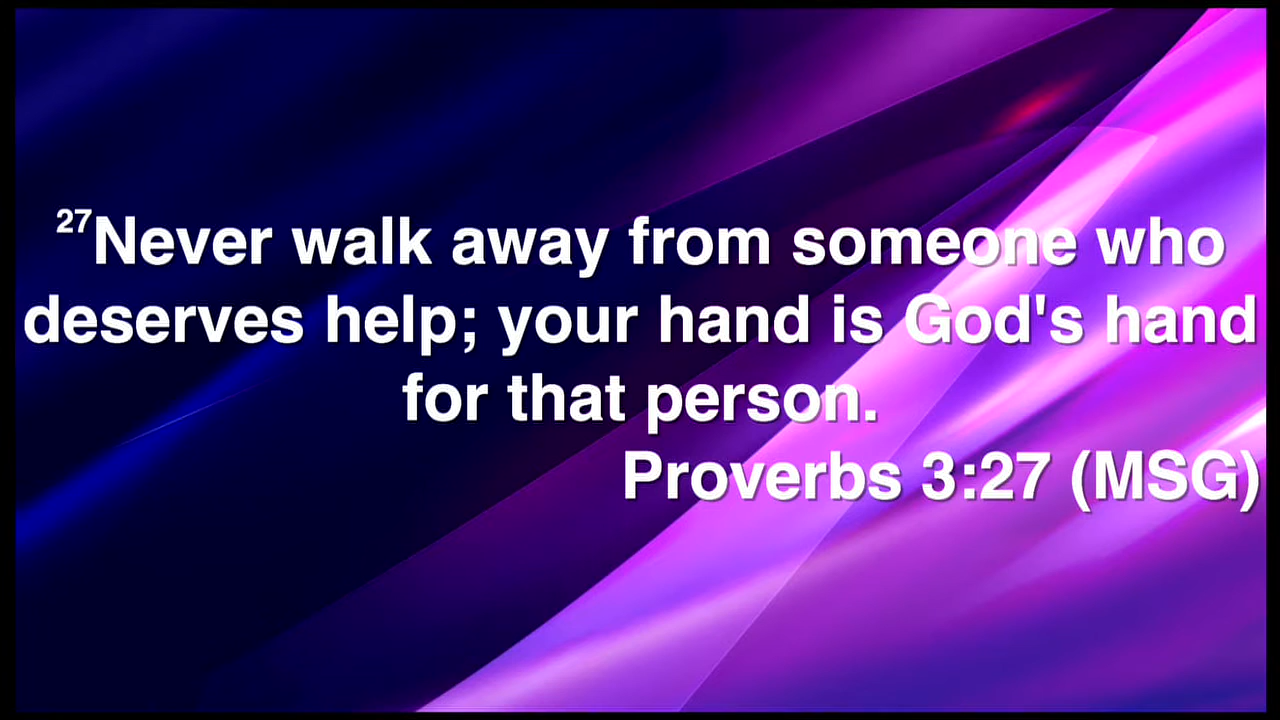 27Never walk away from someone who
deserves help; your hand is God's hand
for that person.
Proverbs 3:27 (MSG)